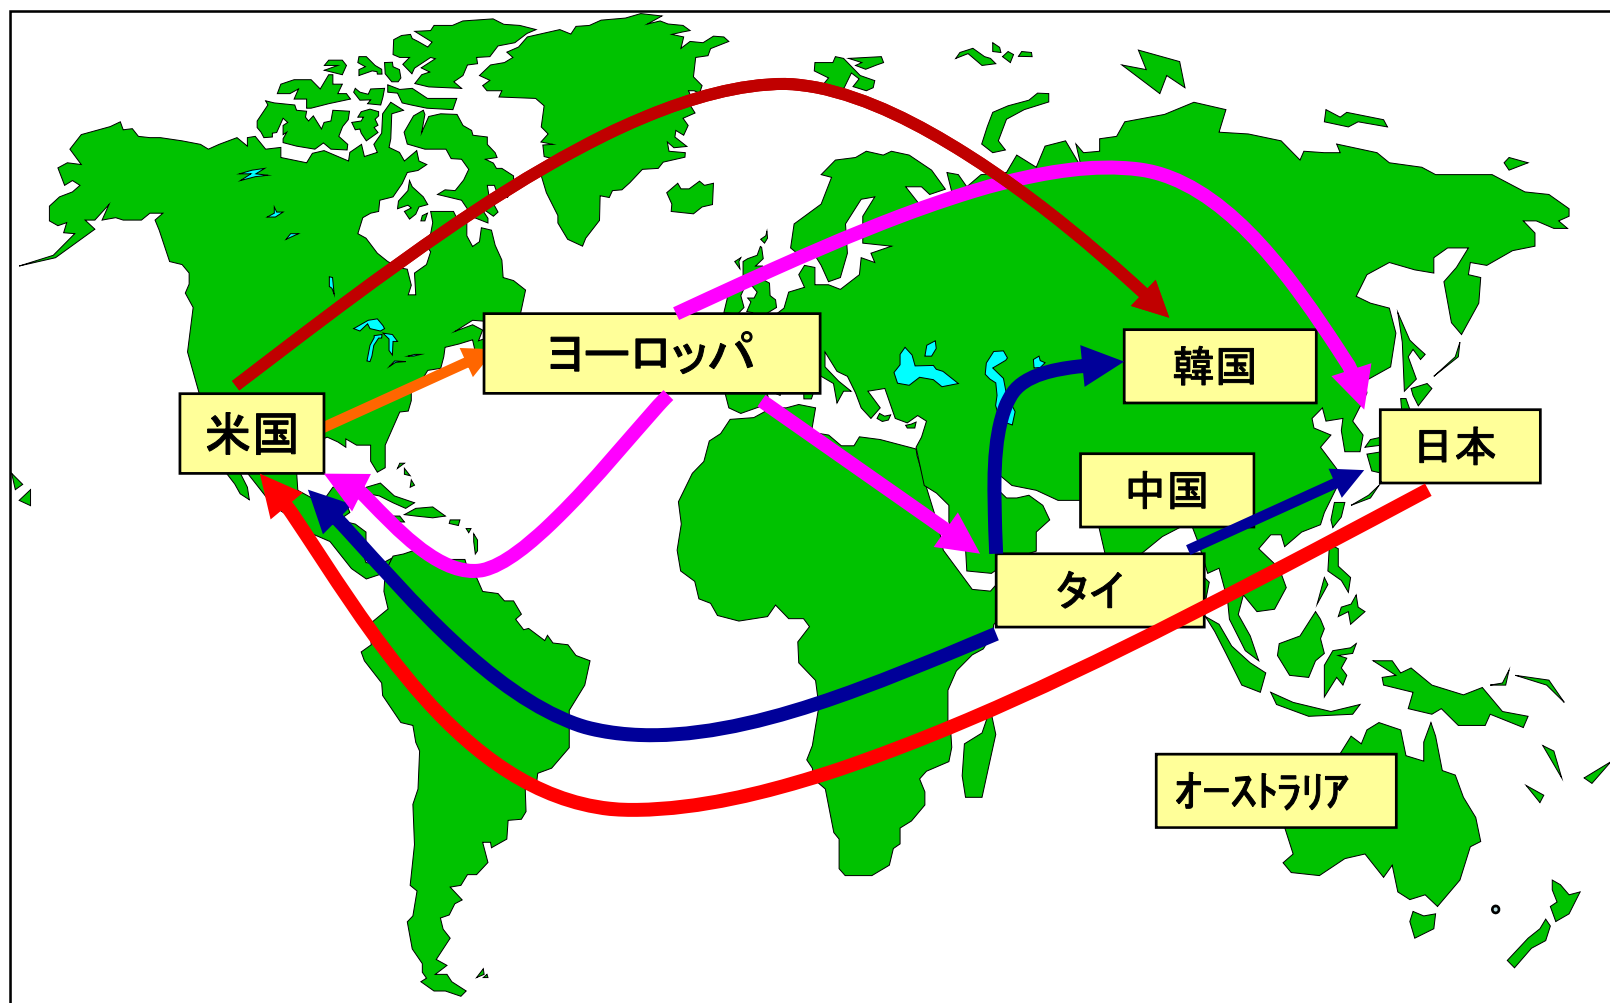 ヨーロッパ
韓国
米国
日本
中国
タイ
オーストラリア